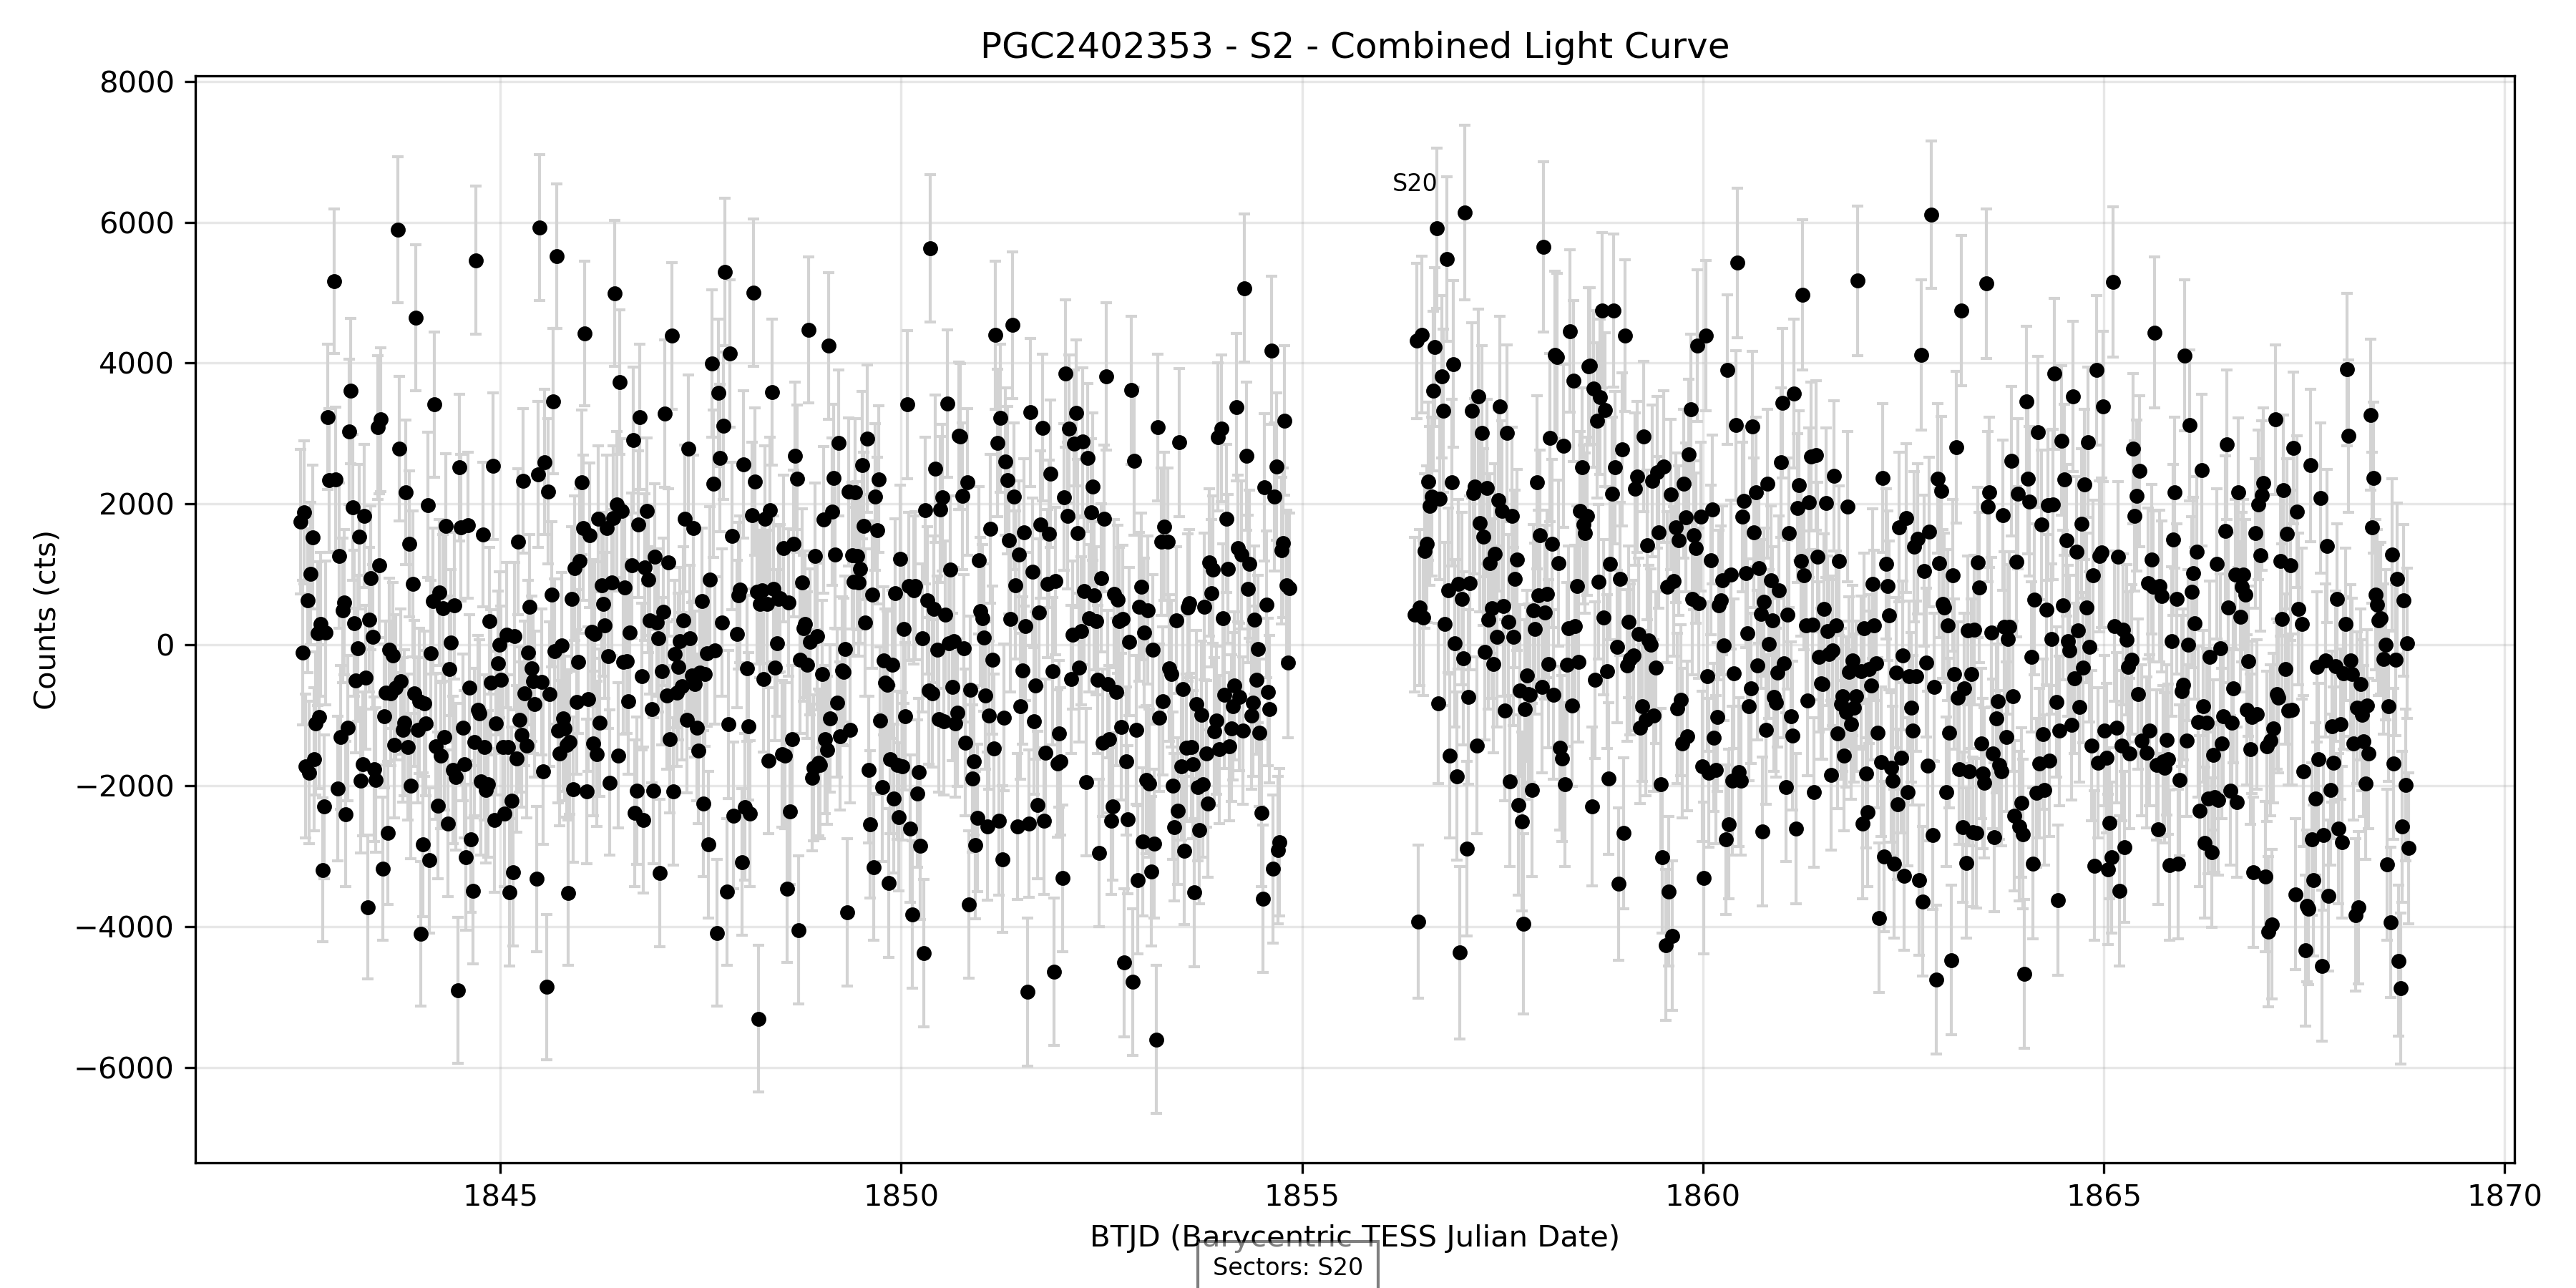 PGC2402353 - S2 - Combined Light Curve
8000
6000
4000
2000
0
−2000
−4000
−6000
Counts (cts)
S20
1845
1850
1855
1860
1865
1870
BTJD (Barycentric TESS Julian Date)
Sectors: S20